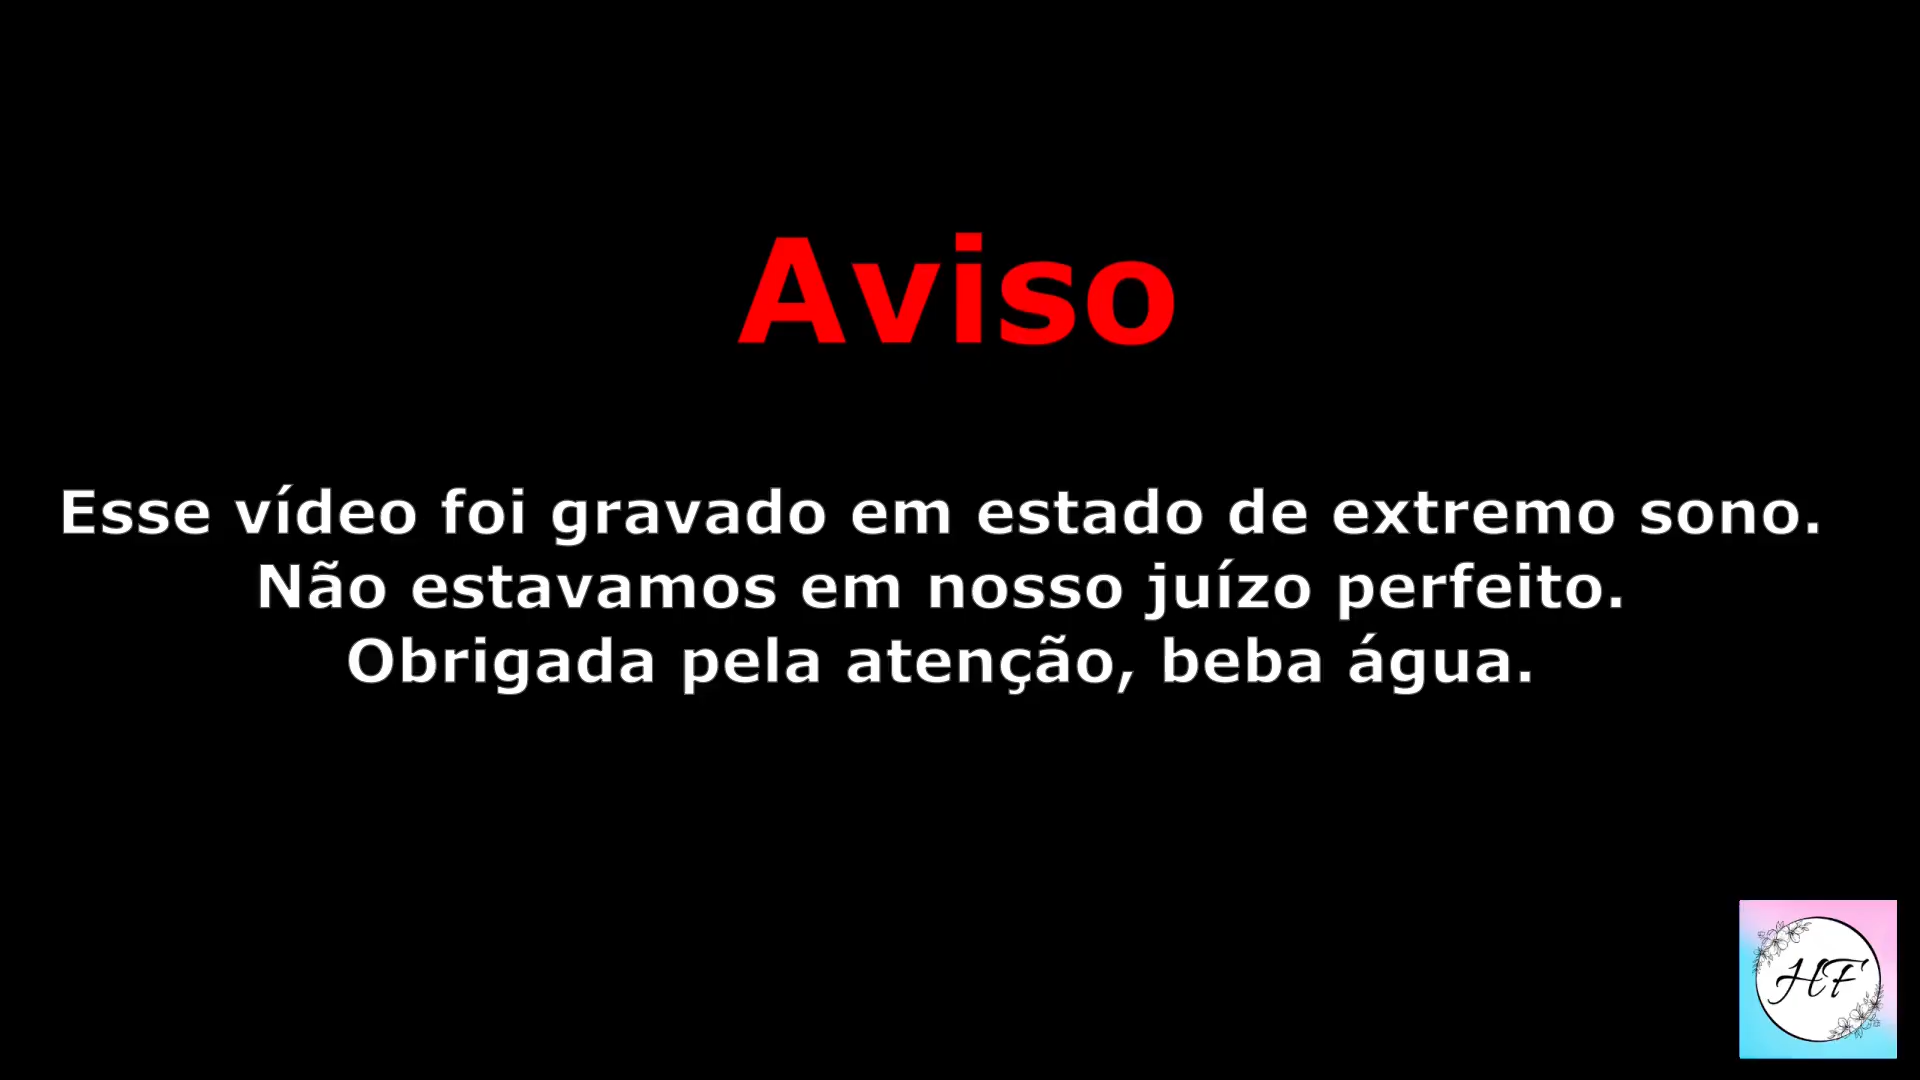 Aviso
Esse vídeo foi gravado em estado de extremo sono.
Não estavamos em nosso juízo perfeito.
Obrigada pela atenção, beba água.
HF